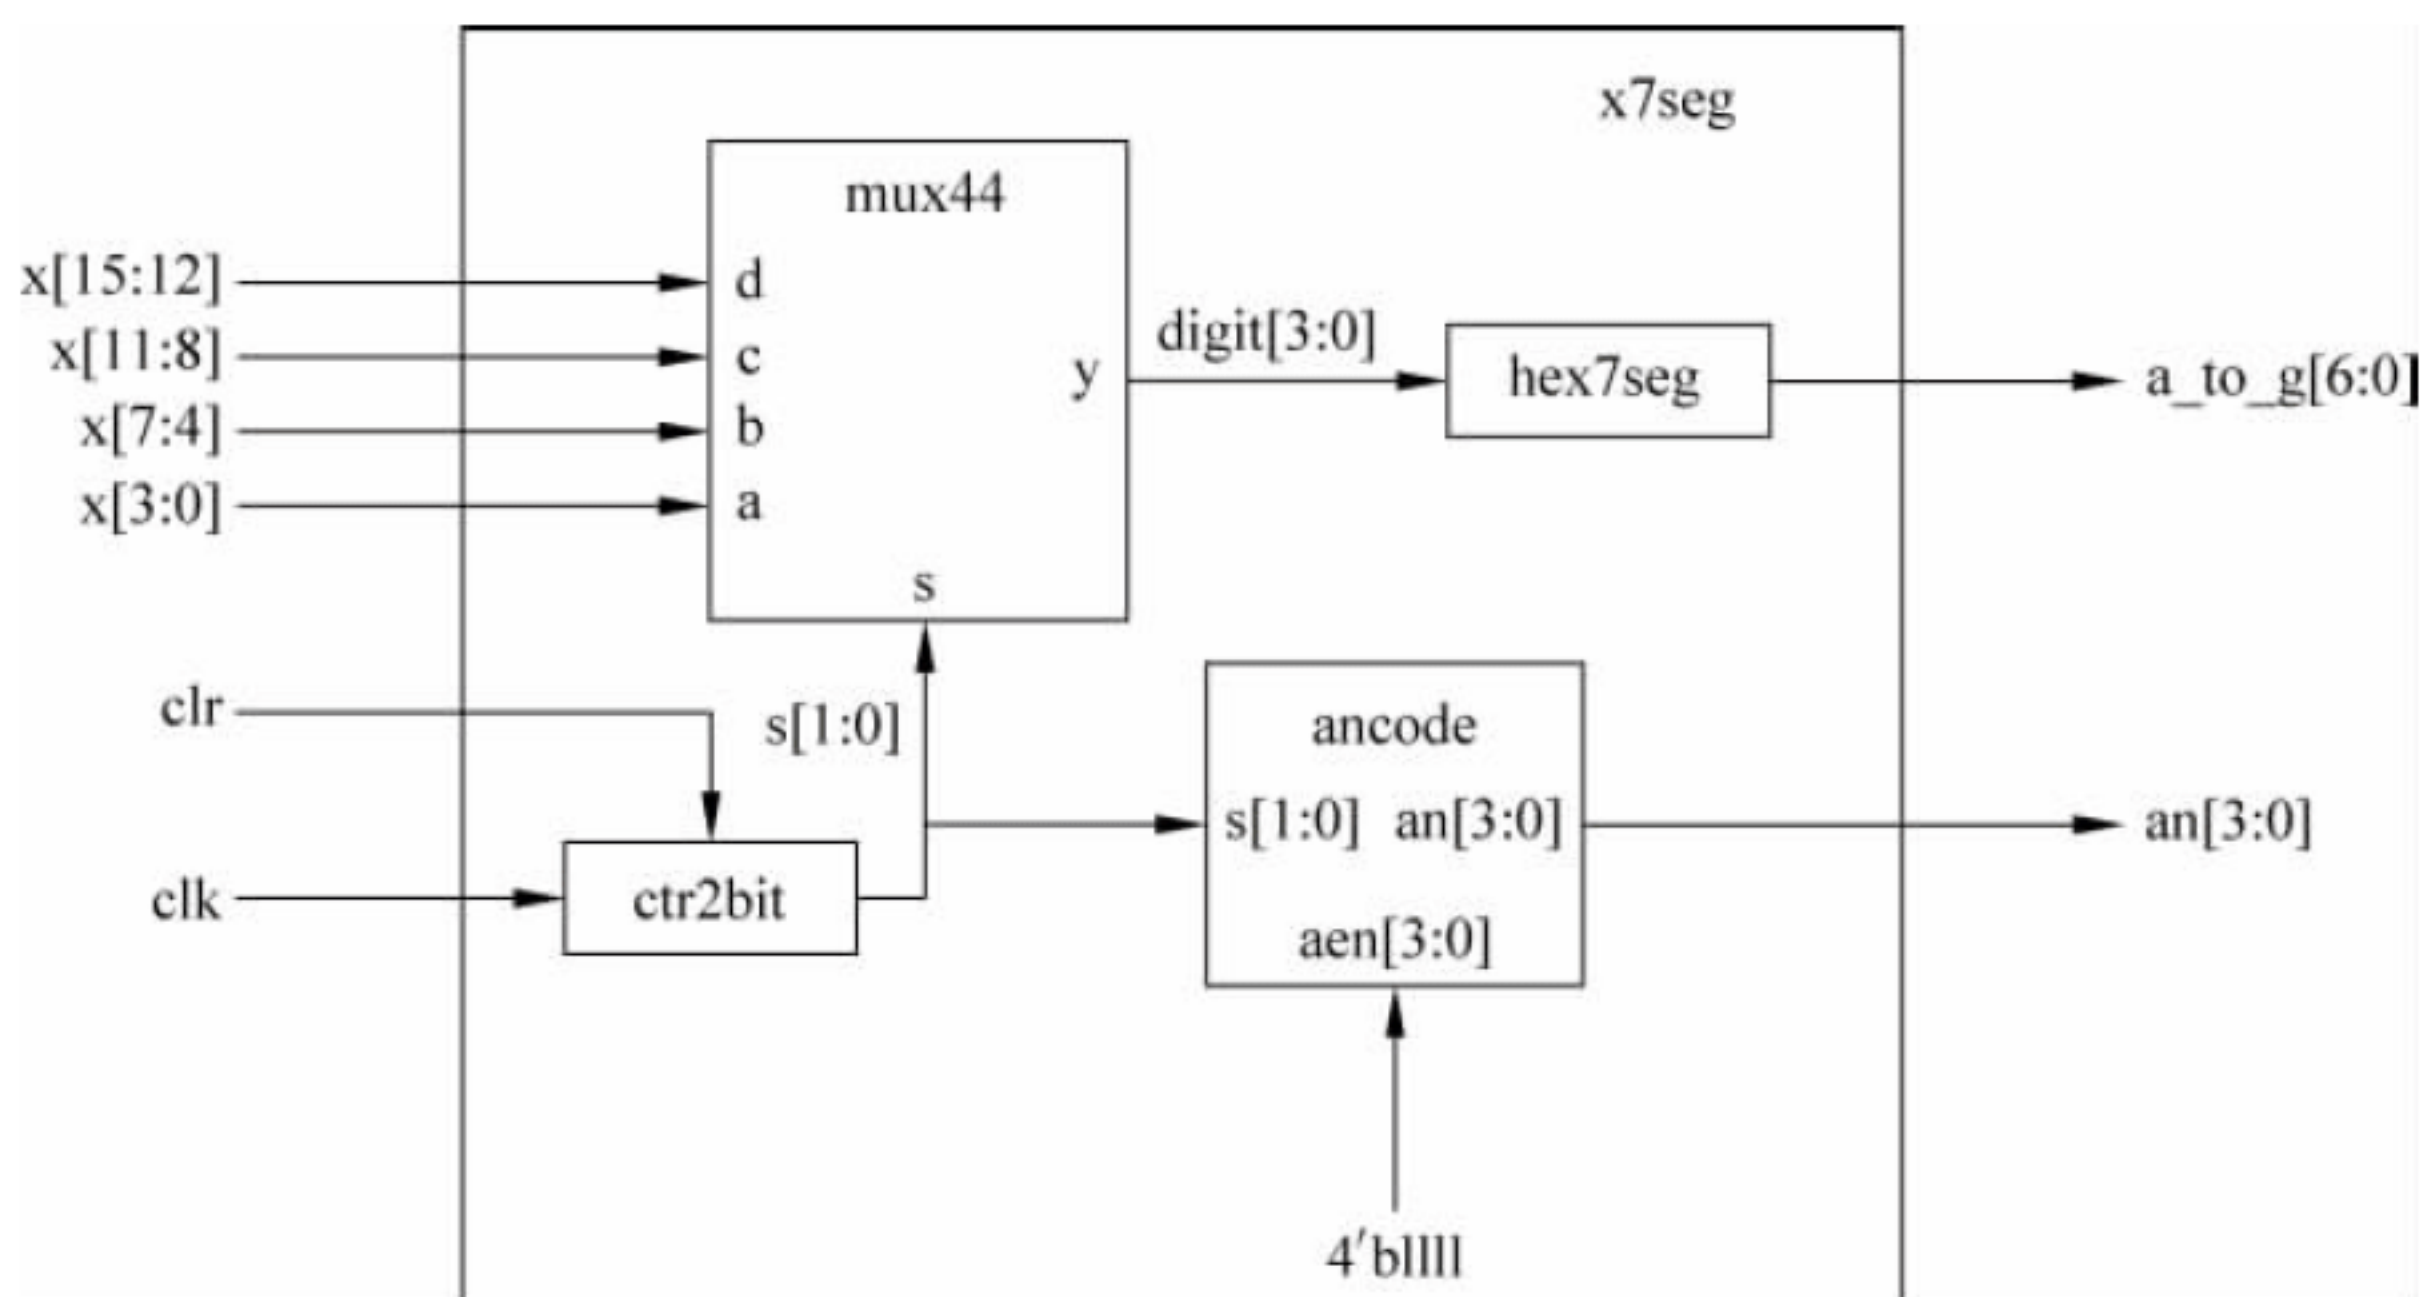 x7seg
mux44
x[15:12]
d
x[11:8]
c
x[7:4]
b
x[3:0]
a
y
s
digit[3:0]
hex7seg
a_to_g[6:0]
clr
s[1:0]
ancode
s[1:0] an[3:0]
an[3:0]
clk
ctr2bit
aen[3:0]
4′b1111